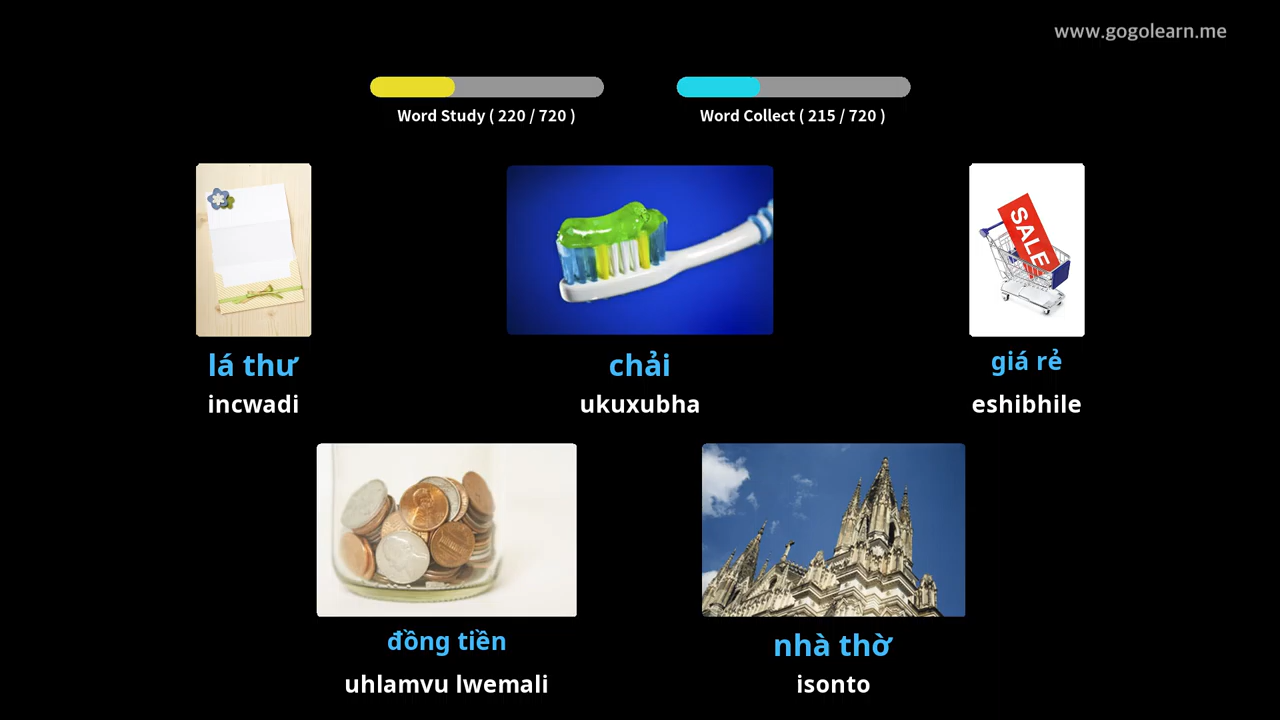 www.gogolearn.me
Word Study ( 220 / 720 )
Word Collect ( 215 / 720 )
SALE
lá thư
chải
giá rẻ
incwadi
ukuxubha
eshibhile
đồng tiền
nhà thờ
uhlamvu lwemali
isonto